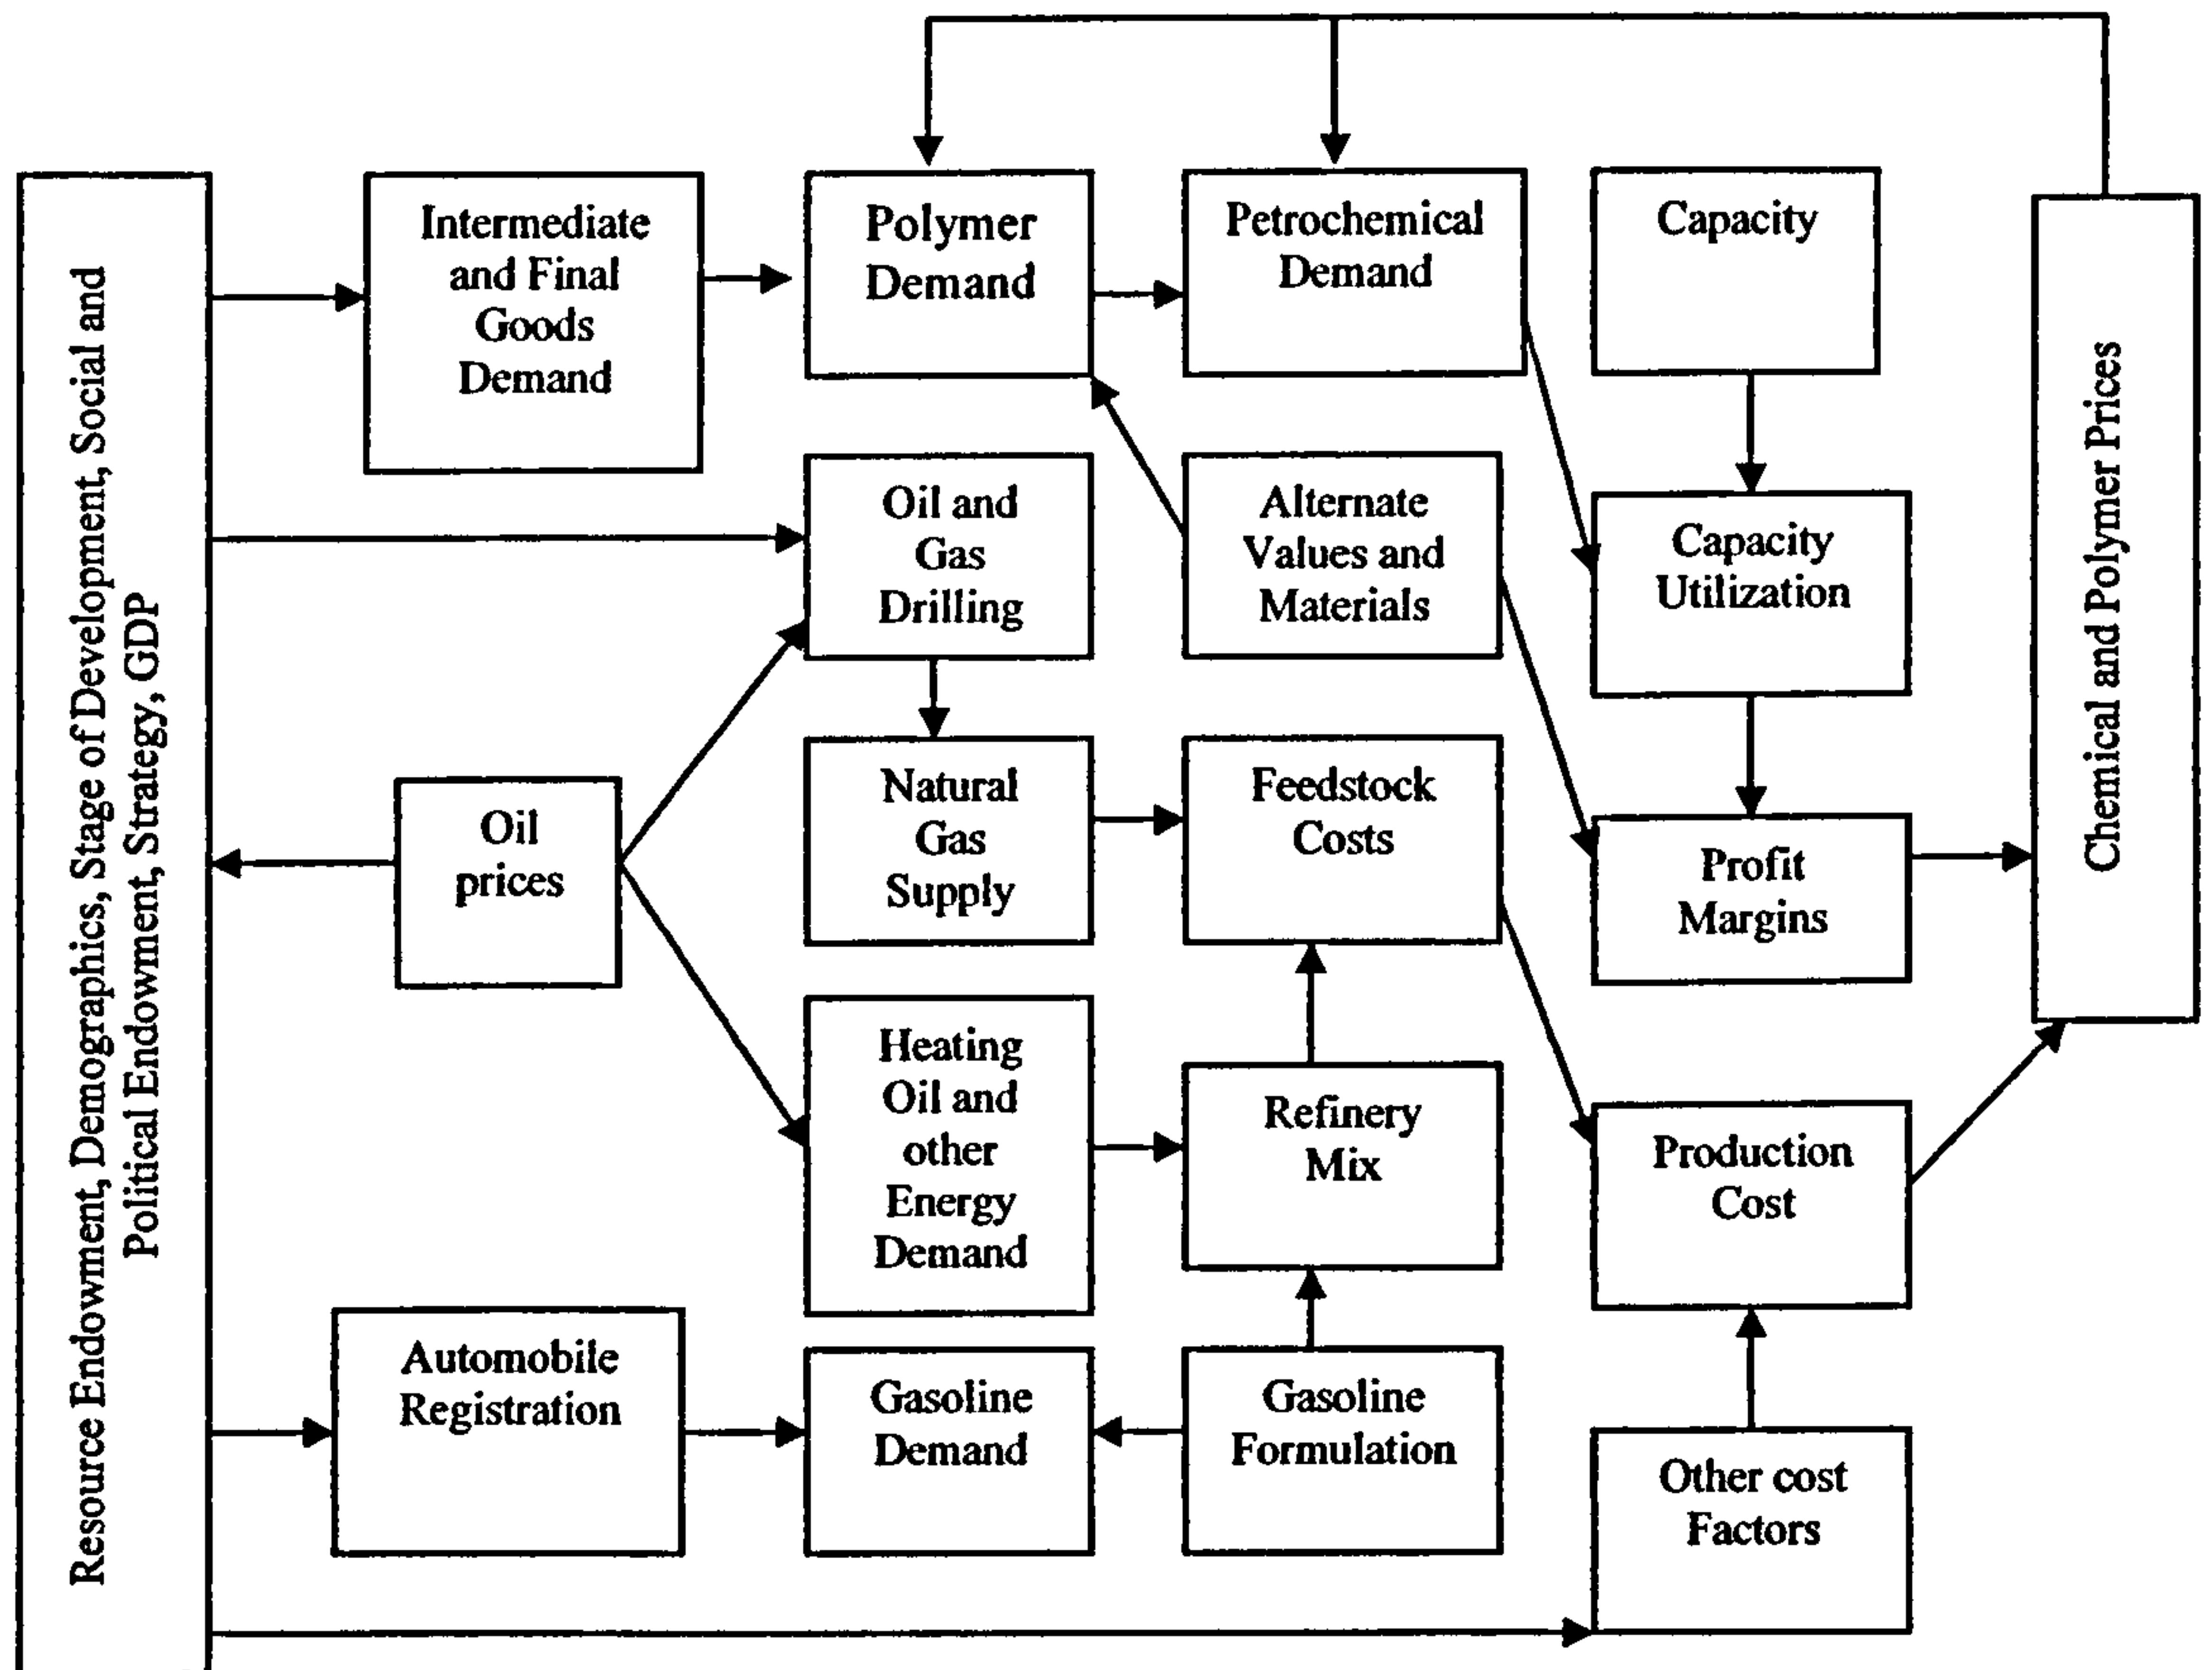 Resource Endowment, Demographics, Stage of Development, Social and
Political Endowment, Strategy, GDP
Intermediate
and Final
Goods
Demand
Polymer
Demand
Petrochemical
Demand
Capacity
Oil and
Gas
Drilling
Alternate
Values and
Materials
Capacity
Utilization
Chemical and Polymer Prices
Oil
prices
Natural
Gas
Supply
Feedstock
Costs
Profit
Margins
Heating
Oil and
other
Energy
Demand
Refinery
Mix
Production
Cost
Automobile
Registration
Gasoline
Demand
Gasoline
Formulation
Other cost
Factors